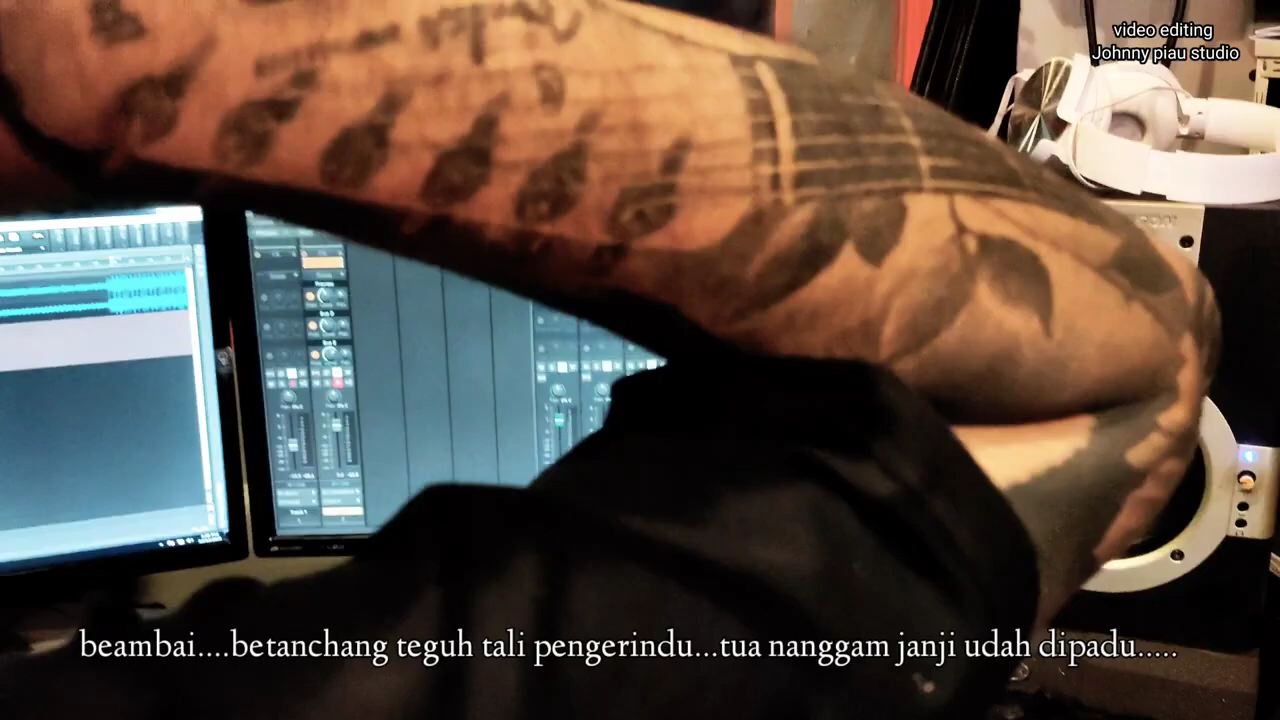 video editing
Johnny piau studio
beambai....betanchang teguh tali pengerindu...tua nanggam janji udah dipadu.....